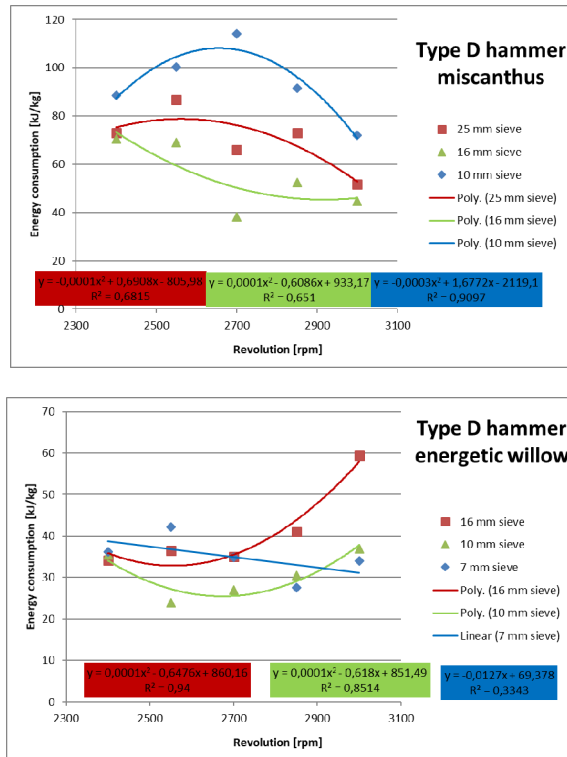 Type D hammer
miscanthus
120
100
80
60
40
20
0
Energy consumption [kJ/kg]
25 mm sieve
16 mm sieve
10 mm sieve
Poly. (25 mm sieve)
Poly. (16 mm sieve)
Poly. (10 mm sieve)
y = -0,0001x² + 0,6908x - 805,98
R² = 0,6815
y = 0,0001x² - 0,6086x + 933,17
R² = 0,651
y = -0,0003x² + 1,6772x - 2119,1
R² = 0,9097
2300 2500 2700 2900 3100
Revolution [rpm]
Type D hammer
energetic willow
70
60
50
40
30
20
10
0
Energy consumption [kJ/kg]
16 mm sieve
10 mm sieve
7 mm sieve
Poly. (16 mm sieve)
Poly. (10 mm sieve)
Linear (7 mm sieve)
y = 0,0001x² - 0,6476x + 860,16
R² = 0,94
y = 0,0001x² - 0,618x + 851,49
R² = 0,8514
y = -0,0127x + 69,378
R² = 0,3343
2300 2500 2700 2900 3100
Revolution [rpm]